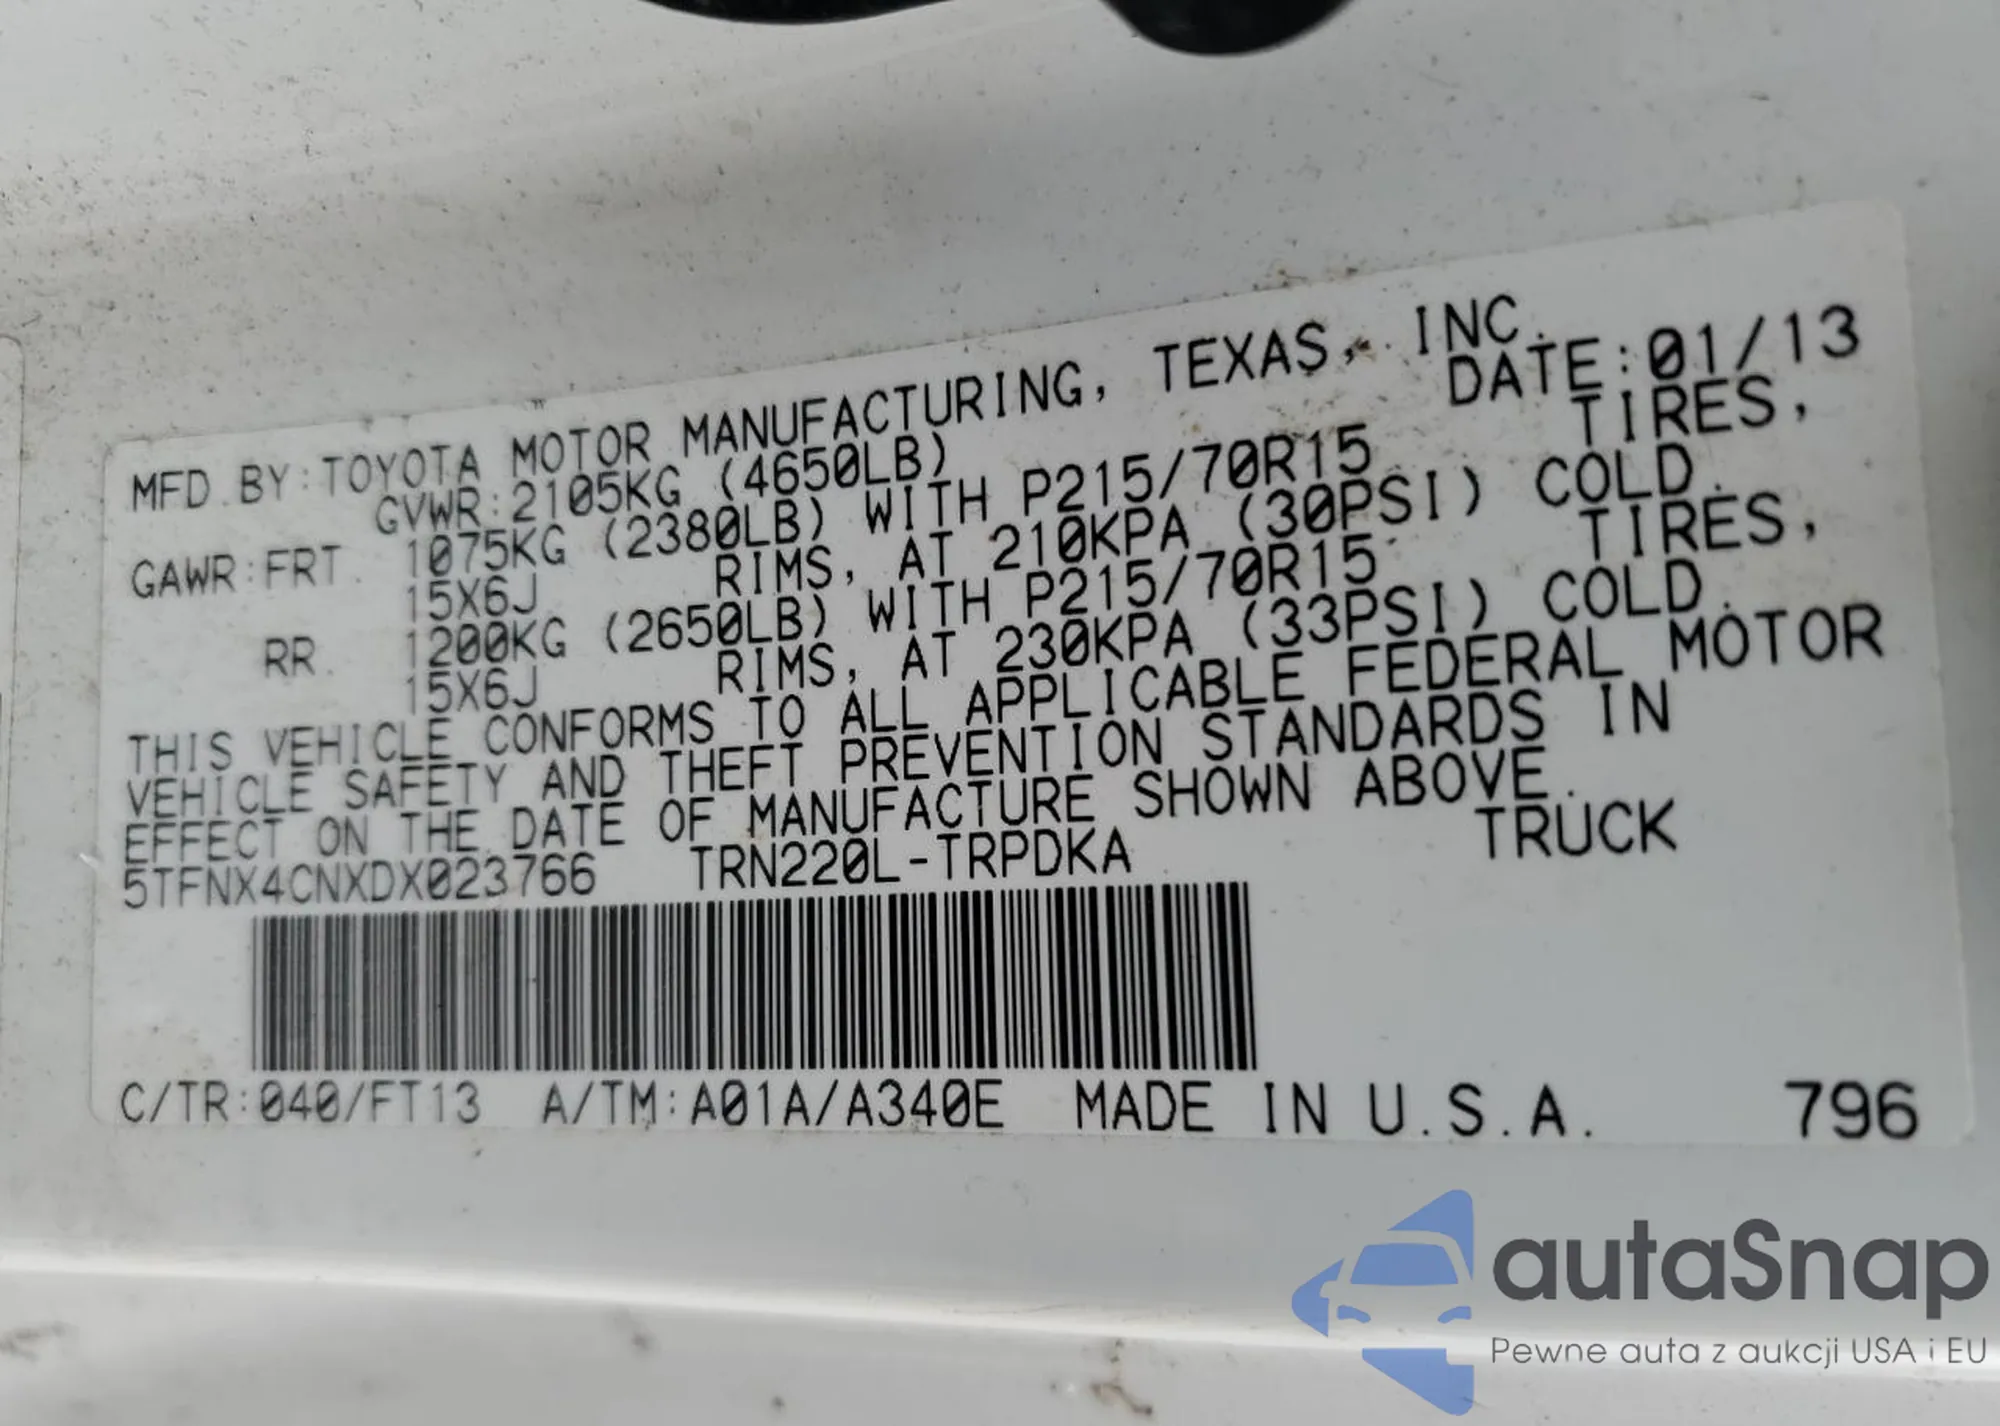 MFD.BY:TOYOTA MOTOR MANUFACTURING, TEXAS, INC.
DATE:01/13
GVWR:2105KG (4650LB)
GAWR:FRT. 1075KG (2380LB) WITH P215/70R15 TIRES,
15X6J RIMS, AT 210KPA (30PSI) COLD.
RR. 1200KG (2650LB) WITH P215/70R15 TIRES,
15X6J RIMS, AT 230KPA (33PSI) COLD.
THIS VEHICLE CONFORMS TO ALL APPLICABLE FEDERAL MOTOR
VEHICLE SAFETY AND THEFT PREVENTION STANDARDS IN
EFFECT ON THE DATE OF MANUFACTURE SHOWN ABOVE.
5TFNX4CNXDX023766 TRN220L-TRPDKA TRUCK
C/TR:040/FT13 A/TM:A01A/A340E MADE IN U.S.A. 796
autaSnap
Pewne auta z aukcji USA i EU